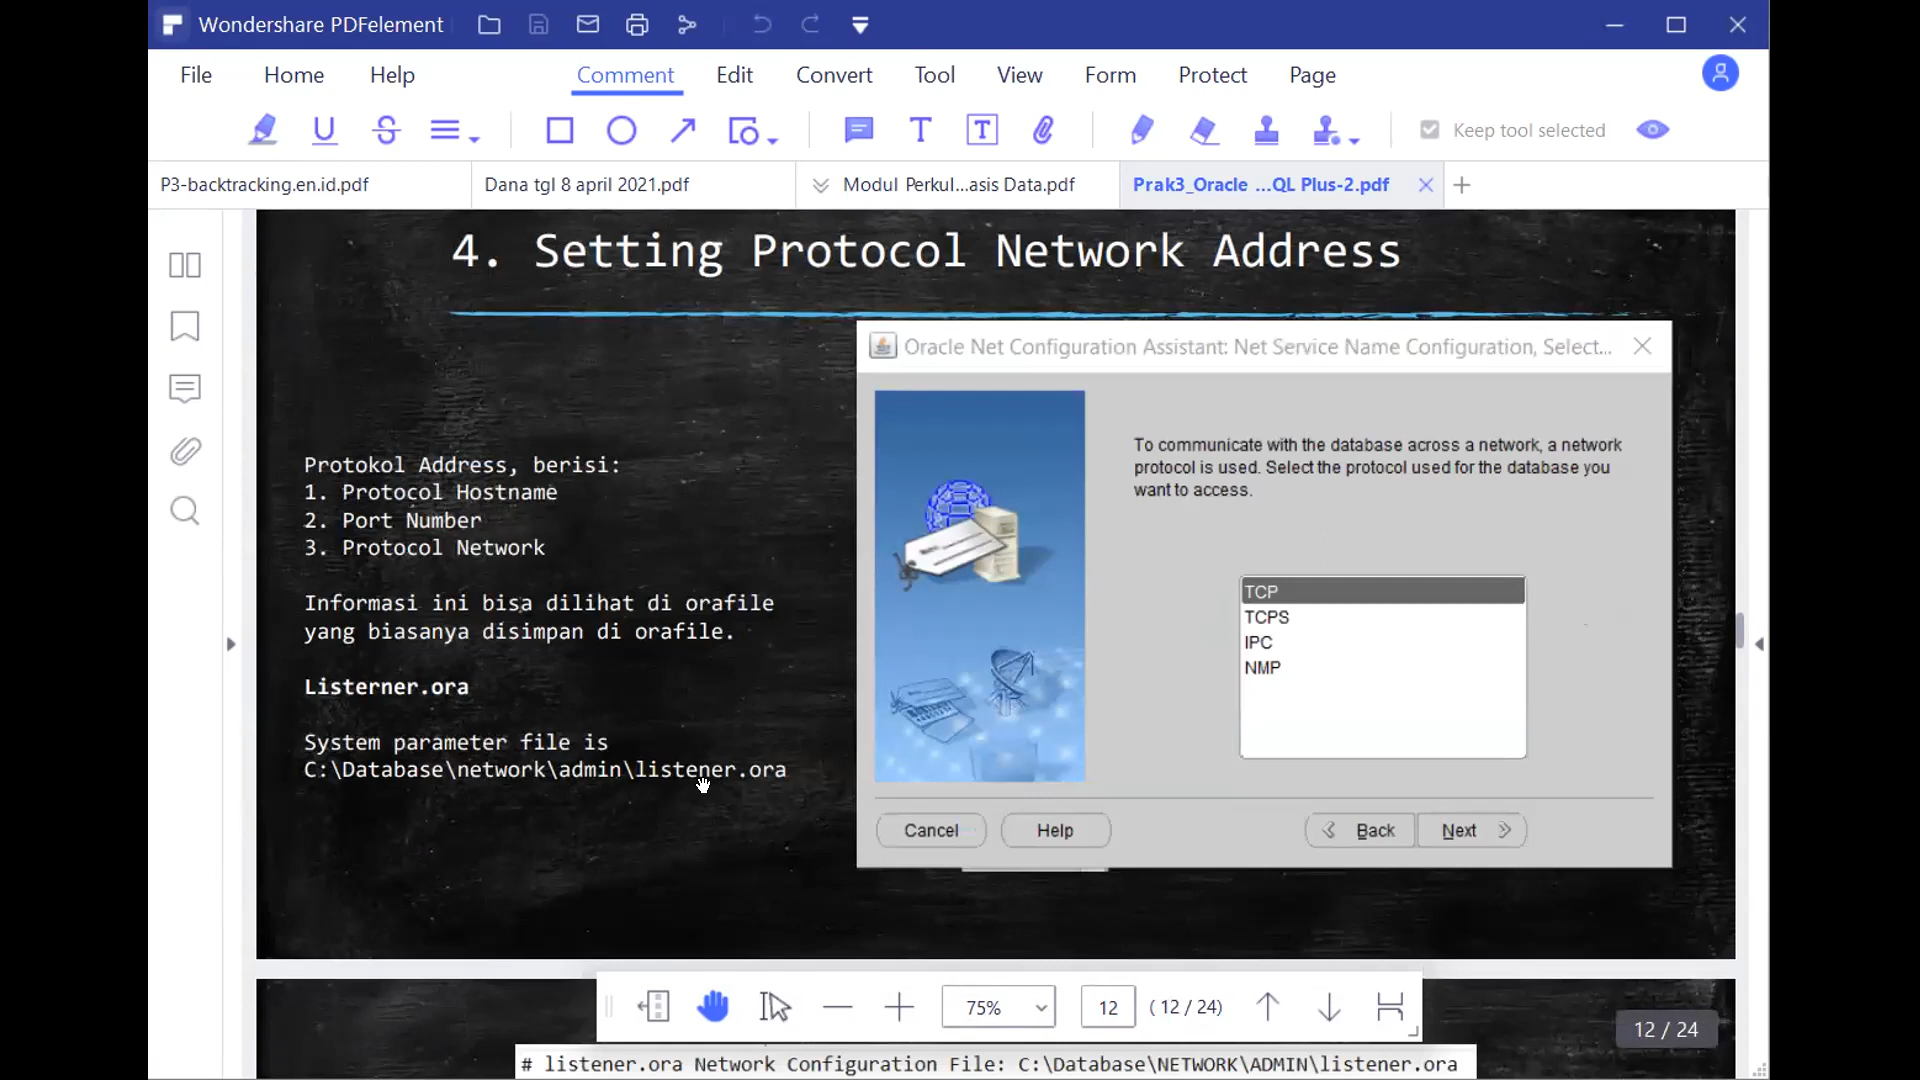 Wondershare PDFelement
File Home Help Comment Edit Convert Tool View Form Protect Page
Keep tool selected
P3-backtracking.en.id.pdf Dana tgl 8 april 2021.pdf Modul Perkul...asis Data.pdf Prak3_Oracle ...QL Plus-2.pdf
4. Setting Protocol Network Address
Protokol Address, berisi:
1. Protocol Hostname
2. Port Number
3. Protocol Network
Informasi ini bisa dilihat di orafile
yang biasanya disimpan di orafile.
Listerner.ora
System parameter file is
C:\Database\network\admin\listener.ora
Oracle Net Configuration Assistant: Net Service Name Configuration, Select...
To communicate with the database across a network, a network
protocol is used. Select the protocol used for the database you
want to access.
TCP
TCPS
IPC
NMP
Cancel Help Back Next
75% 12 ( 12 / 24 )
12 / 24
# listener.ora Network Configuration File: C:\Database\NETWORK\ADMIN\listener.ora